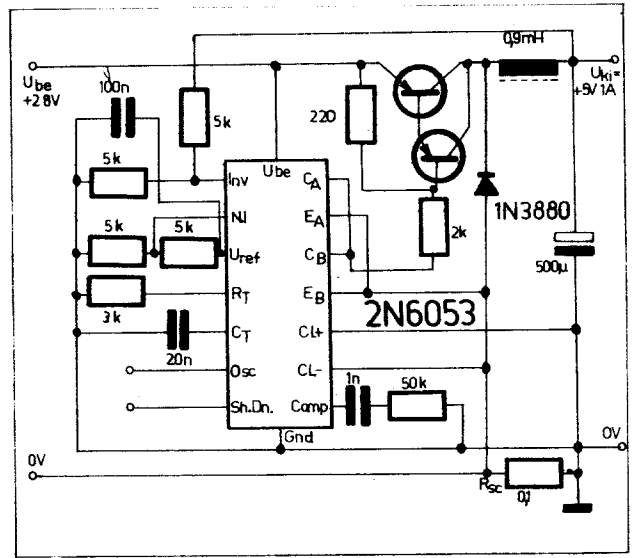 0,9mH
Ube
+28V
100n
Uki=
+5V 1A
220
5k
5k
Ube
Inv
N.I
Uref
RT
CT
Osc
Sh.Dn.
CA
EA
CB
EB
CL+
CL-
Comp
Gnd
5k
5k
3k
20n
2k
1N3880
500µ
2N6053
1n
50k
0V
0V
Rsc
0,1